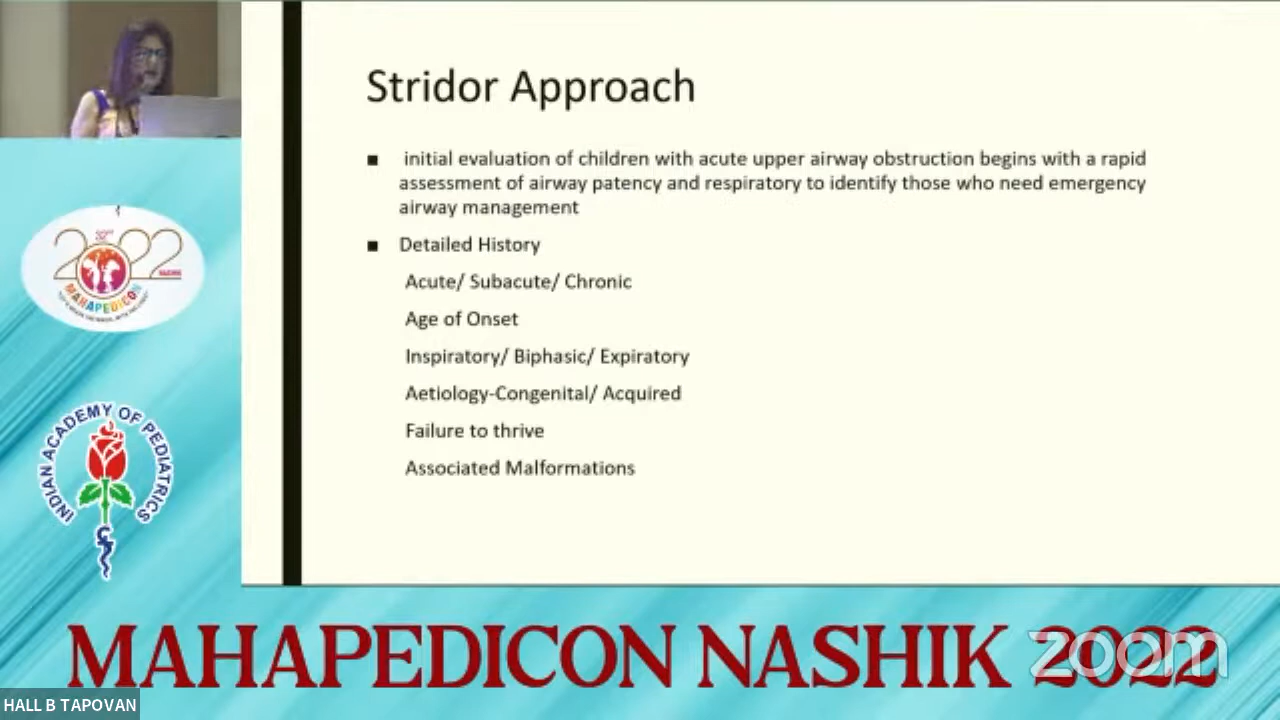 Stridor Approach
■ initial evaluation of children with acute upper airway obstruction begins with a rapid
assessment of airway patency and respiratory to identify those who need emergency
airway management
■ Detailed History
Acute/ Subacute/ Chronic
Age of Onset
Inspiratory/ Biphasic/ Expiratory
Aetiology-Congenital/ Acquired
Failure to thrive
Associated Malformations
2022
MAHAPEDICON
INDIAN ACADEMY OF PEDIATRICS
MAHAPEDICON NASHIK 2022
zoom
HALL B TAPOVAN